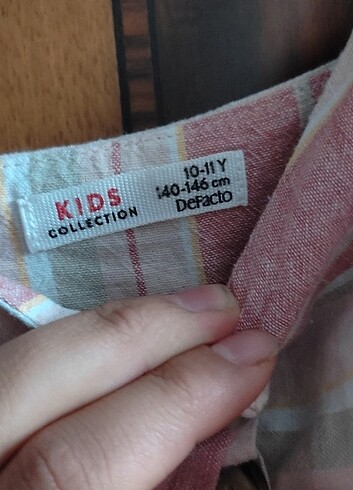 KIDS
COLLECTION
10-11 Y
140-146 cm
DeFacto